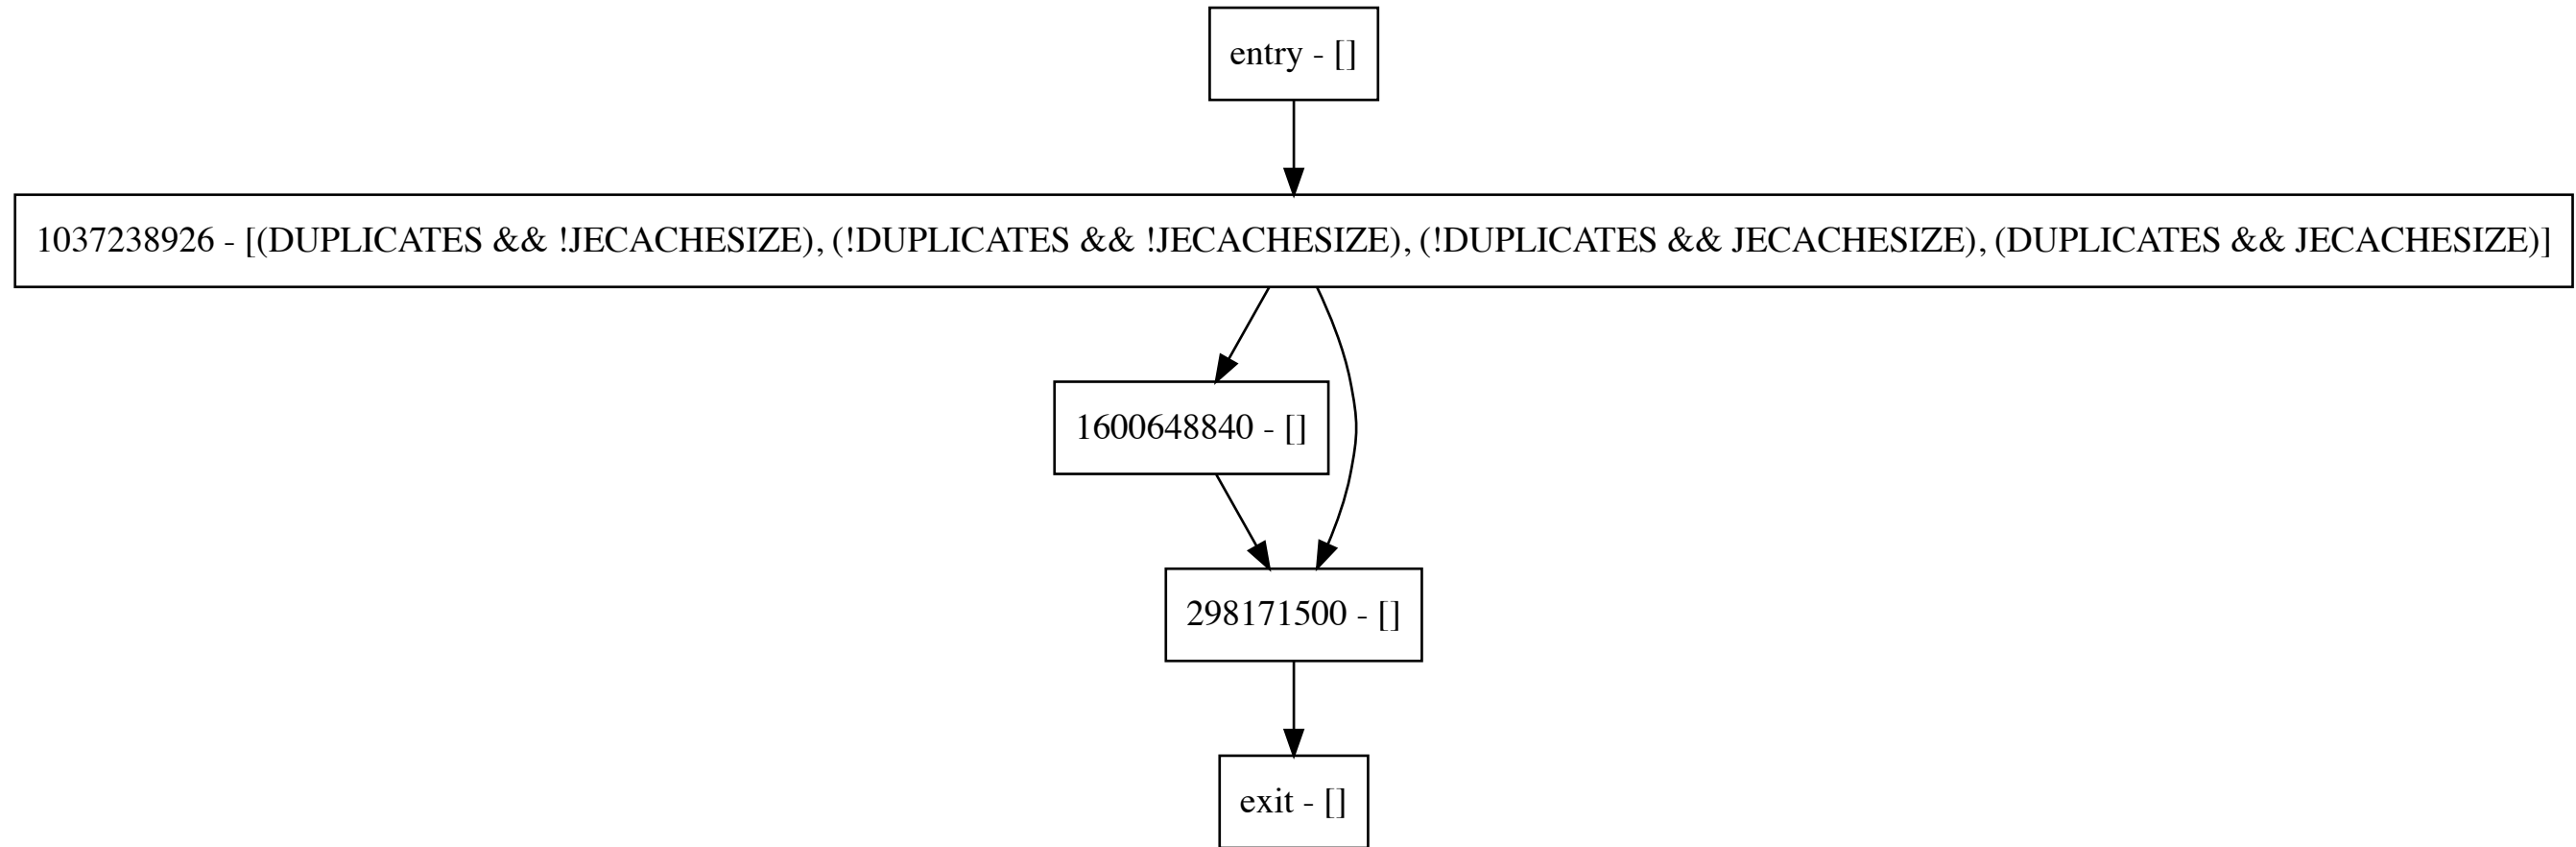 entry - []
1037238926 - [(DUPLICATES && !JECACHESIZE), (!DUPLICATES && !JECACHESIZE), (!DUPLICATES && JECACHESIZE), (DUPLICATES && JECACHESIZE)]
1600648840 - []
298171500 - []
exit - []